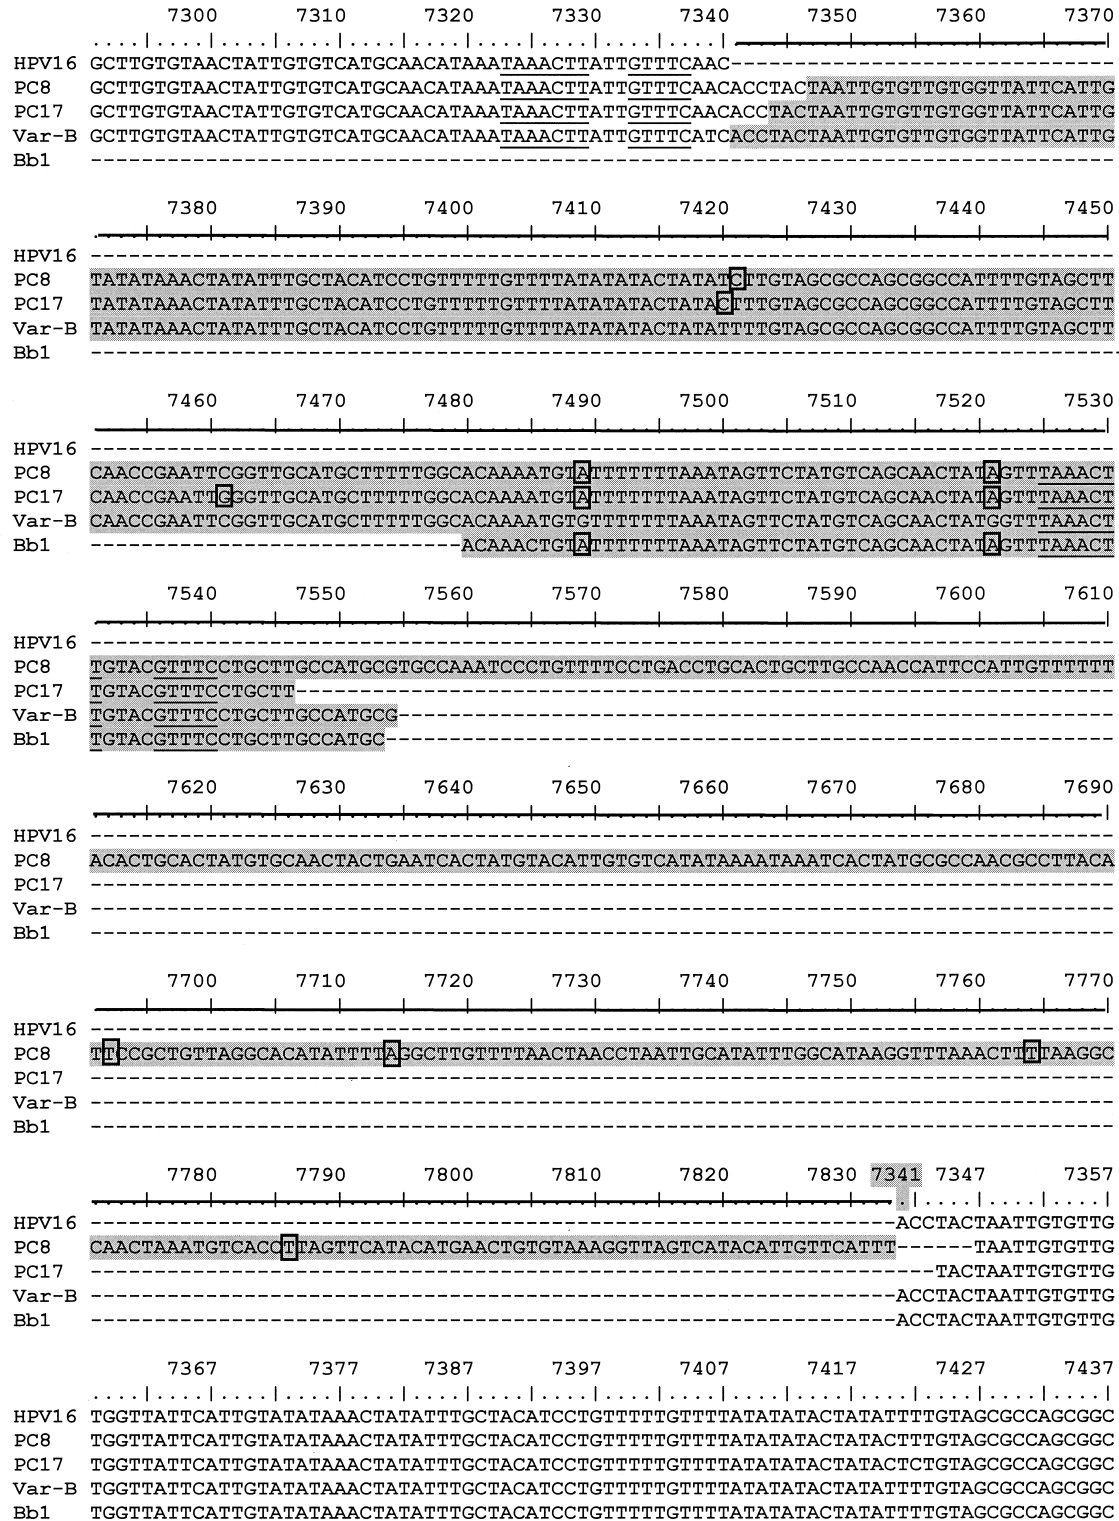 7300 7310 7320 7330 7340 7350 7360 7370
HPV16 GCTTGTGTAACTATTGTGTCATGCAACATAAATAAACTTATTGTTTCAAC------------------------------
PC8 GCTTGTGTAACTATTGTGTCATGCAACATAAATAAACTTATTGTTTCAACACCTACTAATTGTGTTGTGGTTATTCATTG
PC17 GCTTGTGTAACTATTGTGTCATGCAACATAAATAAACTTATTGTTTCAACACCTACTAATTGTGTTGTGGTTATTCATTG
Var-B GCTTGTGTAACTATTGTGTCATGCAACATAAATAAACTTATTGTTTCATCACCTACTAATTGTGTTGTGGTTATTCATTG
Bb1 --------------------------------------------------------------------------------
7380 7390 7400 7410 7420 7430 7440 7450
HPV16 --------------------------------------------------------------------------------
PC8 TATATAAACTATATTTGCTACATCCTGTTTTTGTTTTATATATACTATATCTTGTAGCGCCAGCGGCCATTTTGTAGCTT
PC17 TATATAAACTATATTTGCTACATCCTGTTTTTGTTTTATATATACTATACTTTGTAGCGCCAGCGGCCATTTTGTAGCTT
Var-B TATATAAACTATATTTGCTACATCCTGTTTTTGTTTTATATATACTATATTTTGTAGCGCCAGCGGCCATTTTGTAGCTT
Bb1 --------------------------------------------------------------------------------
7460 7470 7480 7490 7500 7510 7520 7530
HPV16 --------------------------------------------------------------------------------
PC8 CAACCGAATTCGGTTGCATGCTTTTTGGCACAAAATGTATTTTTTTAAATAGTTCTATGTCAGCAACTATAGTTTAAACT
PC17 CAACCGAATTGGGTTGCATGCTTTTTGGCACAAAATGTATTTTTTTAAATAGTTCTATGTCAGCAACTATAGTTTAAACT
Var-B CAACCGAATTCGGTTGCATGCTTTTTGGCACAAAATGTGTTTTTTTAAATAGTTCTATGTCAGCAACTATGGTTTAAACT
Bb1 -----------------------------ACAAACTGTATTTTTTTAAATAGTTCTATGTCAGCAACTATAGTTTAAACT
7540 7550 7560 7570 7580 7590 7600 7610
HPV16 --------------------------------------------------------------------------------
PC8 TGTACGTTTCCTGCTTGCCATGCGTGCCAAATCCCTGTTTTCCTGACCTGCACTGCTTGCCAACCATTCCATTGTTTTTT
PC17 TGTACGTTTCCTGCTT----------------------------------------------------------------
Var-B TGTACGTTTCCTGCTTGCCATGCG--------------------------------------------------------
Bb1 TGTACGTTTCCTGCTTGCCATGC---------------------------------------------------------
7620 7630 7640 7650 7660 7670 7680 7690
HPV16 --------------------------------------------------------------------------------
PC8 ACACTGCACTATGTGCAACTACTGAATCACTATGTACATTGTGTCATATAAAATAAATCACTATGCGCCAACGCCTTACA
PC17 --------------------------------------------------------------------------------
Var-B --------------------------------------------------------------------------------
Bb1 --------------------------------------------------------------------------------
7700 7710 7720 7730 7740 7750 7760 7770
HPV16 --------------------------------------------------------------------------------
PC8 TTCCGCTGTTAGGCACATATTTTAGGCTTGTTTTAACTAACCTAATTGCATATTTGGCATAAGGTTTAAACTTTTAAGGC
PC17 --------------------------------------------------------------------------------
Var-B --------------------------------------------------------------------------------
Bb1 --------------------------------------------------------------------------------
7780 7790 7800 7810 7820 7830 7341 7347 7357
HPV16 ---------------------------------------------------------------ACCTACTAATTGTGTTG
PC8 CAACTAAATGTCACCTTAGTTCATACATGAACTGTGTAAAGGTTAGTCATACATTGTTCATTT------TAATTGTGTTG
PC17 ------------------------------------------------------------------TACTAATTGTGTTG
Var-B ---------------------------------------------------------------ACCTACTAATTGTGTTG
Bb1 ---------------------------------------------------------------ACCTACTAATTGTGTTG
7367 7377 7387 7397 7407 7417 7427 7437
HPV16 TGGTTATTCATTGTATATAAACTATATTTGCTACATCCTGTTTTTGTTTTATATATACTATATTTTGTAGCGCCAGCGGC
PC8 TGGTTATTCATTGTATATAAACTATATTTGCTACATCCTGTTTTTGTTTTATATATACTATACTTTGTAGCGCCAGCGGC
PC17 TGGTTATTCATTGTATATAAACTATATTTGCTACATCCTGTTTTTGTTTTATATATACTATACTCTGTAGCGCCAGCGGC
Var-B TGGTTATTCATTGTATATAAACTATATTTGCTACATCCTGTTTTTGTTTTATATATACTATATTTTGTAGCGCCAGCGGC
Bb1 TGGTTATTCATTGTATATAAACTATATTTGCTACATCCTGTTTTTGTTTTATATATACTATATTTTGTAGCGCCAGCGGC